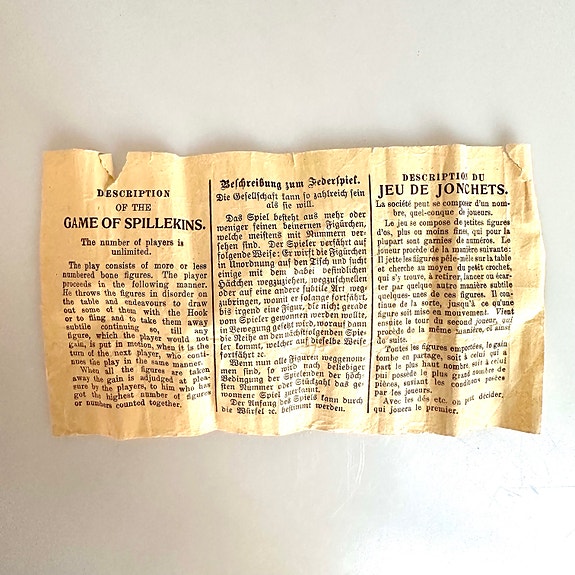 DESCRIPTION
OF THE
GAME OF SPILLEKINS.
The number of players is
unlimited.
The play consists of more or less
numbered bone figures. The player
proceeds in the following manner.
He throws the figures in disorder on
the table and endeavours to draw
out some of them with the Hook
or to fling and to take them away
subtile continuing so, till any
figure, which the player would not
gain, is put in motion, when it is the
turn of the next player, who conti-
nues the play in the same manner.
When all the figures are taken
away the gain is adjudged at plea-
sure by the players, to him who has
got the highest number of figures
or numbers counted together.
Beschreibung zum Federspiel.
Die Gesellschaft kann so zahlreich sein
als sie will.
Das Spiel besteht aus mehr oder
weniger feinen beinernen Figürchen,
welche meistens mit Nummern ver-
sehen sind. Der Spieler verfährt auf
folgende Weise: Er wirft die Figürchen
in Unordnung auf den Tisch und sucht
einige mit dem dabei befindlichen
Häckchen wegzuziehen, wegzuschnellen
oder auf eine andere subtile Art weg-
zubringen, womit er solange fortfährt,
bis irgend eine Figur, die nicht gerade
vom Spieler gewonnen werden wollte,
in Bewegung gesetzt wird, worauf dann
die Reihe an den nächstfolgenden Spie-
ler kommt, welcher auf dieselbe Weise
fortfährt etc.
Wenn nun alle Figuren weggenom-
men sind, so wird nach beliebiger
Bedingung der Spielenden der höch-
sten Nummer oder Stückzahl das ge-
wonnene Spiel zuerkannt.
Der Anfang des Spiels kann durch
die Würfel etc. bestimmt werden.
DESCRIPTION DU
JEU DE JONCHETS.
La société peut se composer d'un nom-
bre, quel-conque de joueurs.
Le jeu se compose de petites figures
d'os, plus ou moins fines, qui pour la
plupart sont garnies de numéros. Le
joueur procède de la manière suivante:
Il jette les figures pêle-mêle sur la table
et cherche au moyen du petit crochet,
qui s'y trouve, à retirer, lancer ou écar-
ter par quelque autre manière subtile
quelques-unes de ces figures. Il con-
tinue de la sorte, jusqu'à ce qu'une
figure soit mise en mouvement. Vient
ensuite le tour du second joueur, qui
procède de la même manière, et ainsi
de suite.
Toutes les figures emportées, le gain
tombe en partage, soit à celui qui a
part le plus haut nombre, soit à celui
qui possède le plus grand nombre de
pièces, suivant les conditions posées
par les joueurs.
Avec les dés etc. on peut décider,
qui jouera le premier.